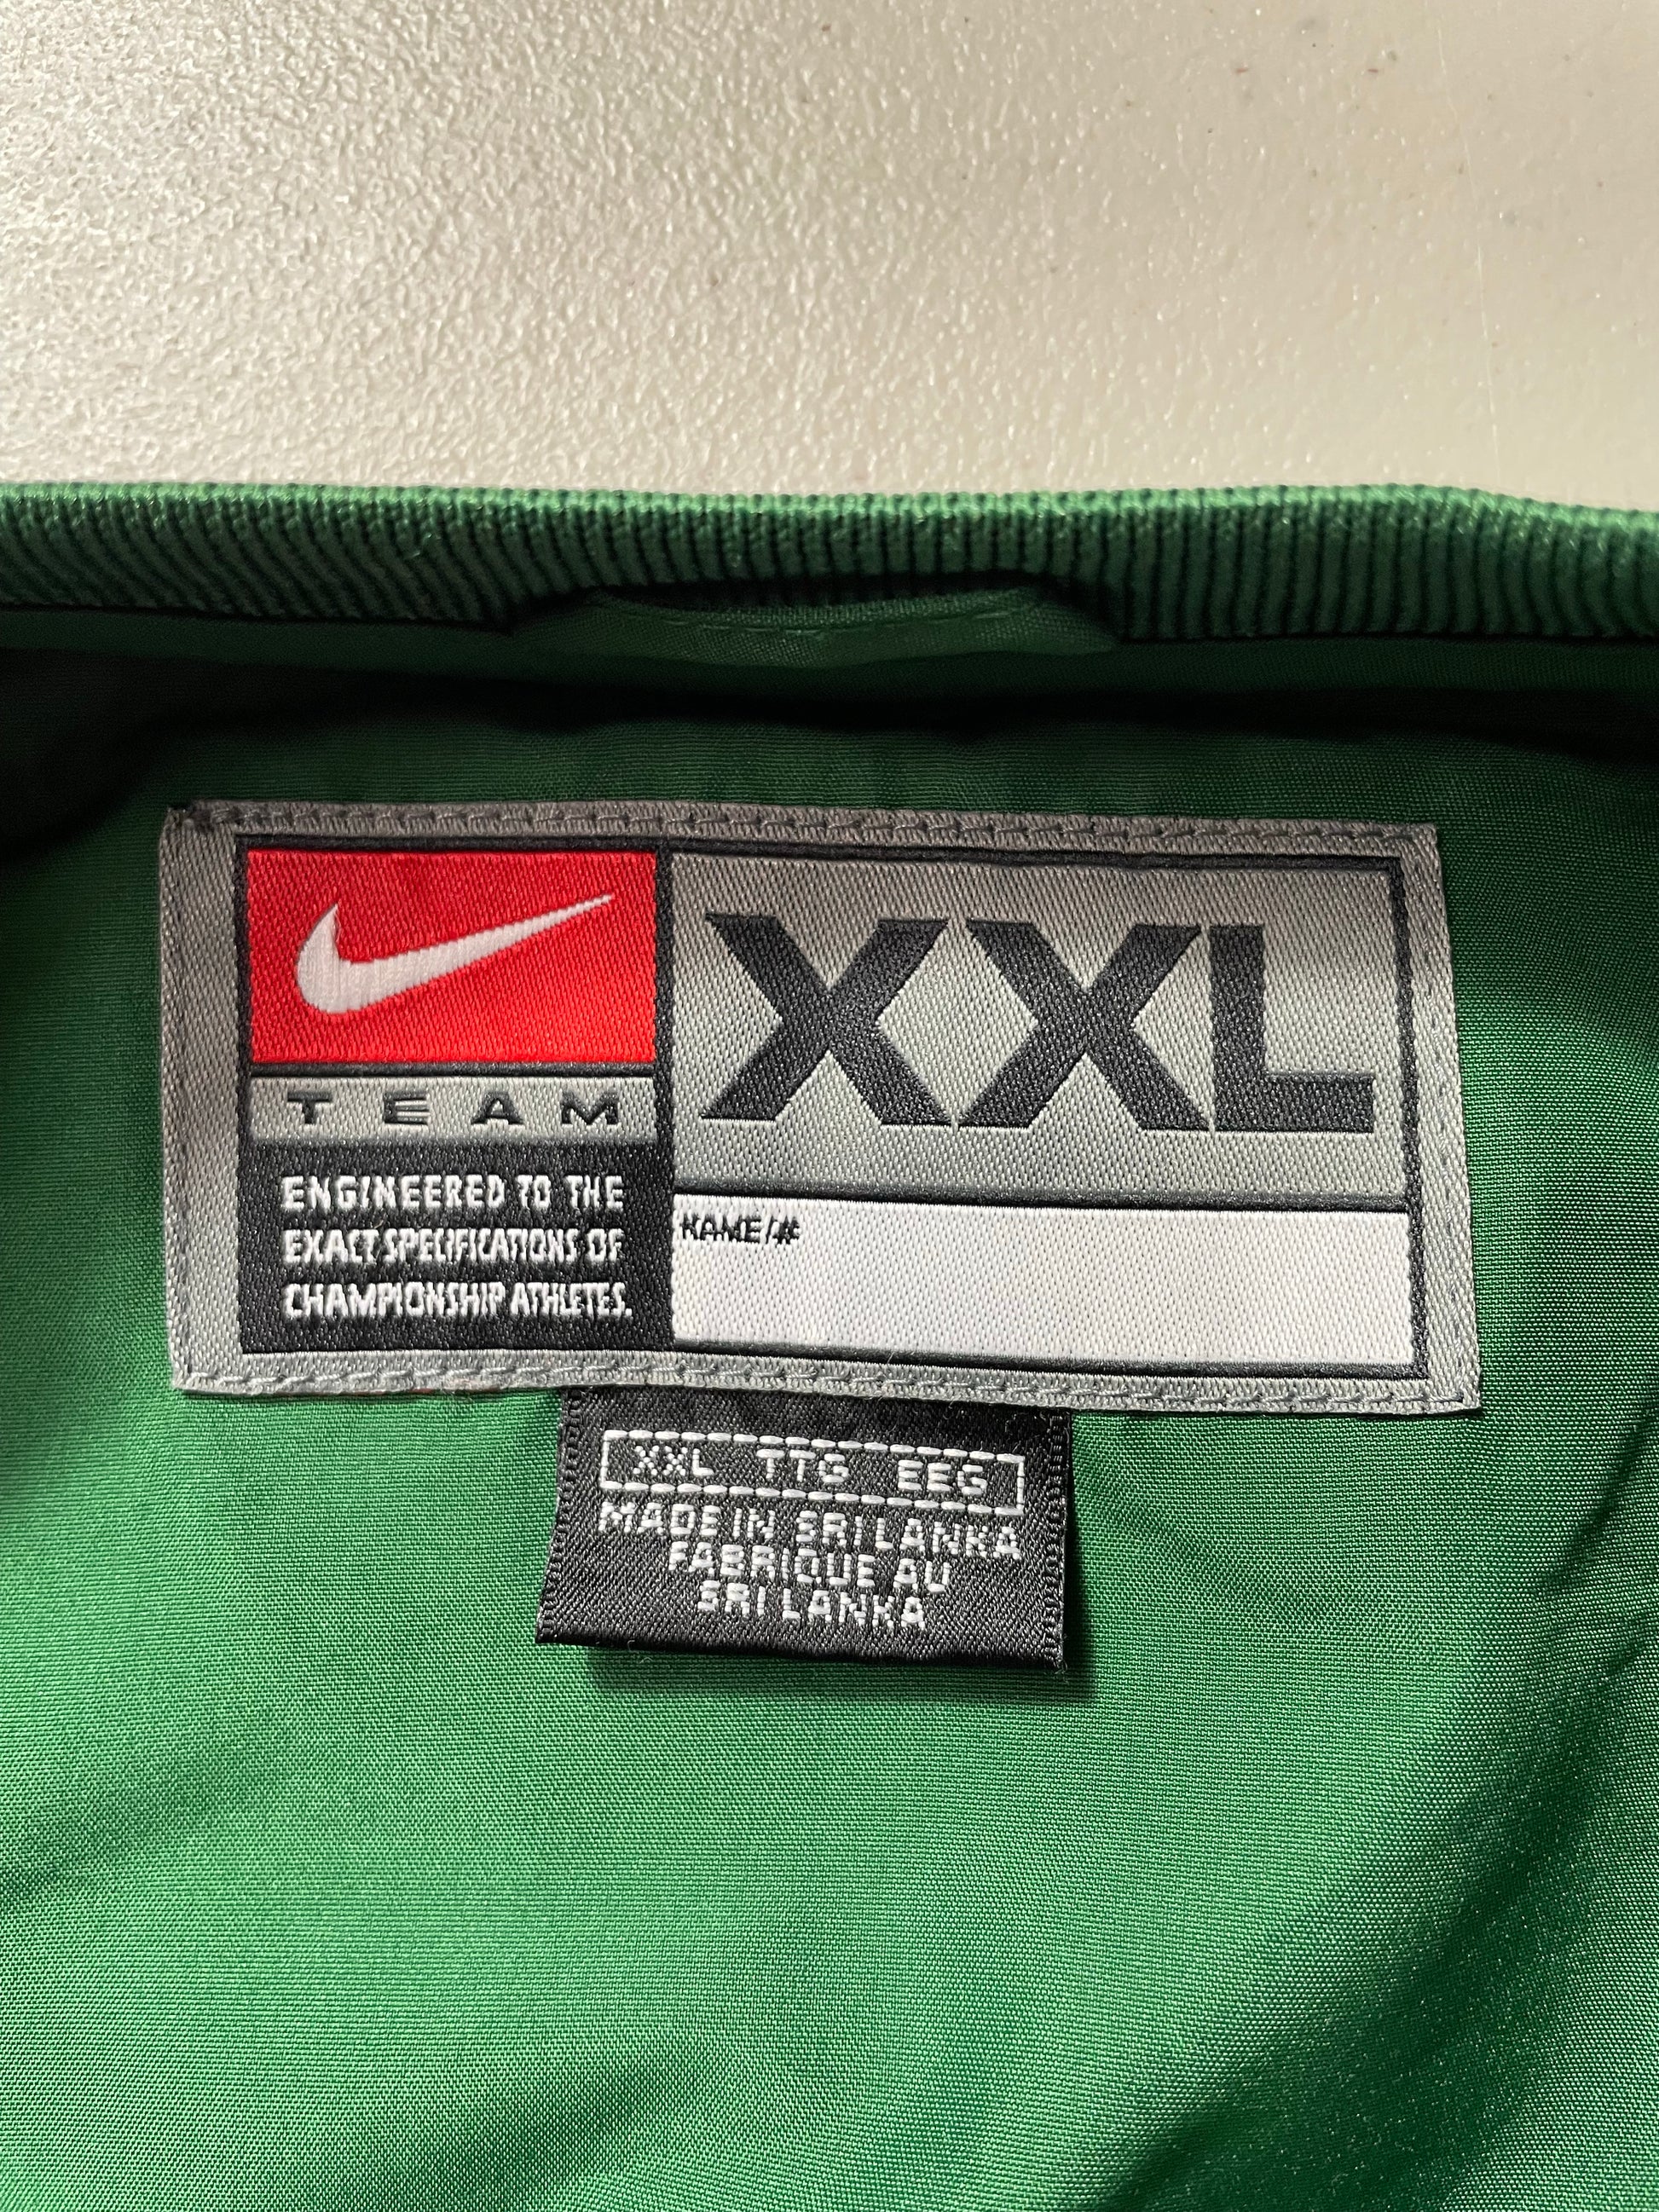 XXL
TEAM
ENGINEERED TO THE
EXACT SPECIFICATIONS OF
CHAMPIONSHIP ATHLETES.
NAME/#
XXL TTG EEG
MADE IN SRI LANKA
FABRIQUE AU
SRI LANKA